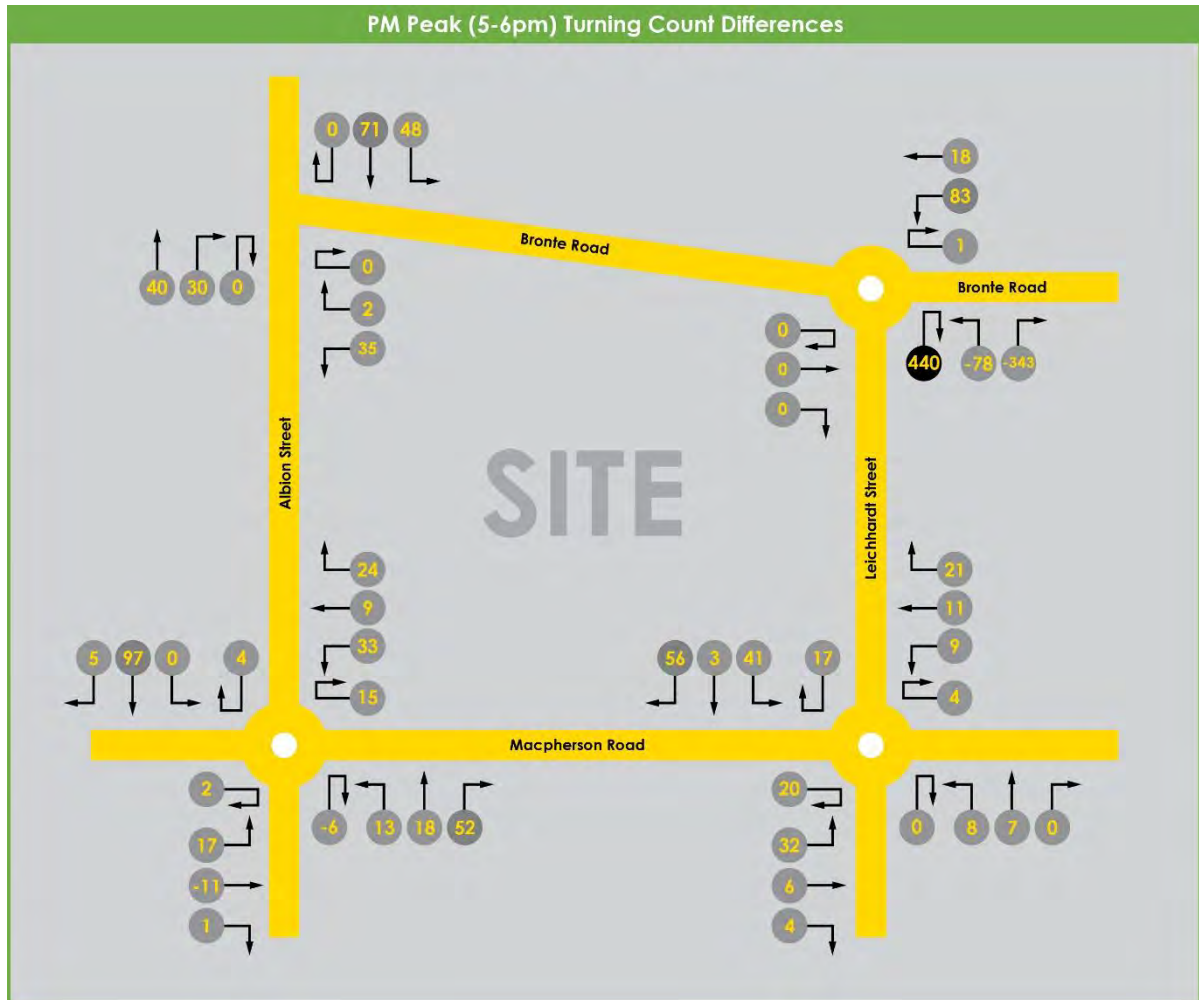 PM Peak (5-6pm) Turning Count Differences
0 71 48
18
83
1
Bronte Road
40 30 0
0
2
35
Bronte Road
0
0
0
440 -78 -343
Albion Street
SITE
Leichhardt Street
24
9
33
15
5 97 0 4
56 3 41 17
21
11
9
4
Macpherson Road
2
17
-11
1
-6 13 18 52
20
32
6
4
0 8 7 0